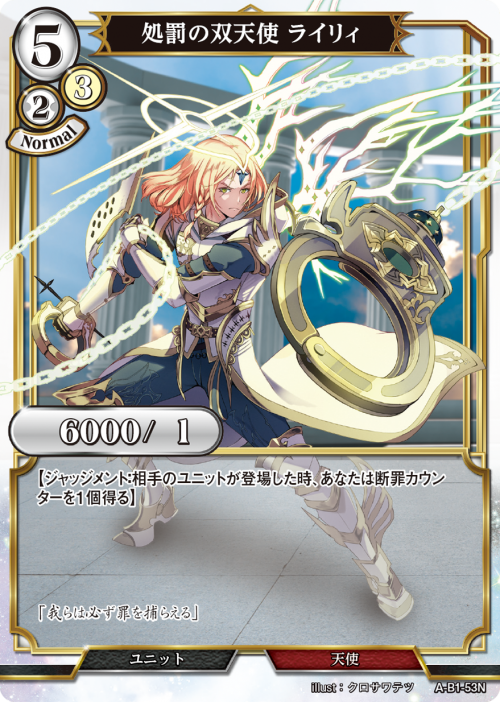 処罰の双天使 ライリィ
5
3
2
Normal
6000/ 1
【ジャッジメント:相手のユニットが登場した時、あなたは断罪カウン
ターを1個得る】
「我らは必ず罪を捕らえる」
ユニット
天使
illust：クロサワテツ
A-B1-53N